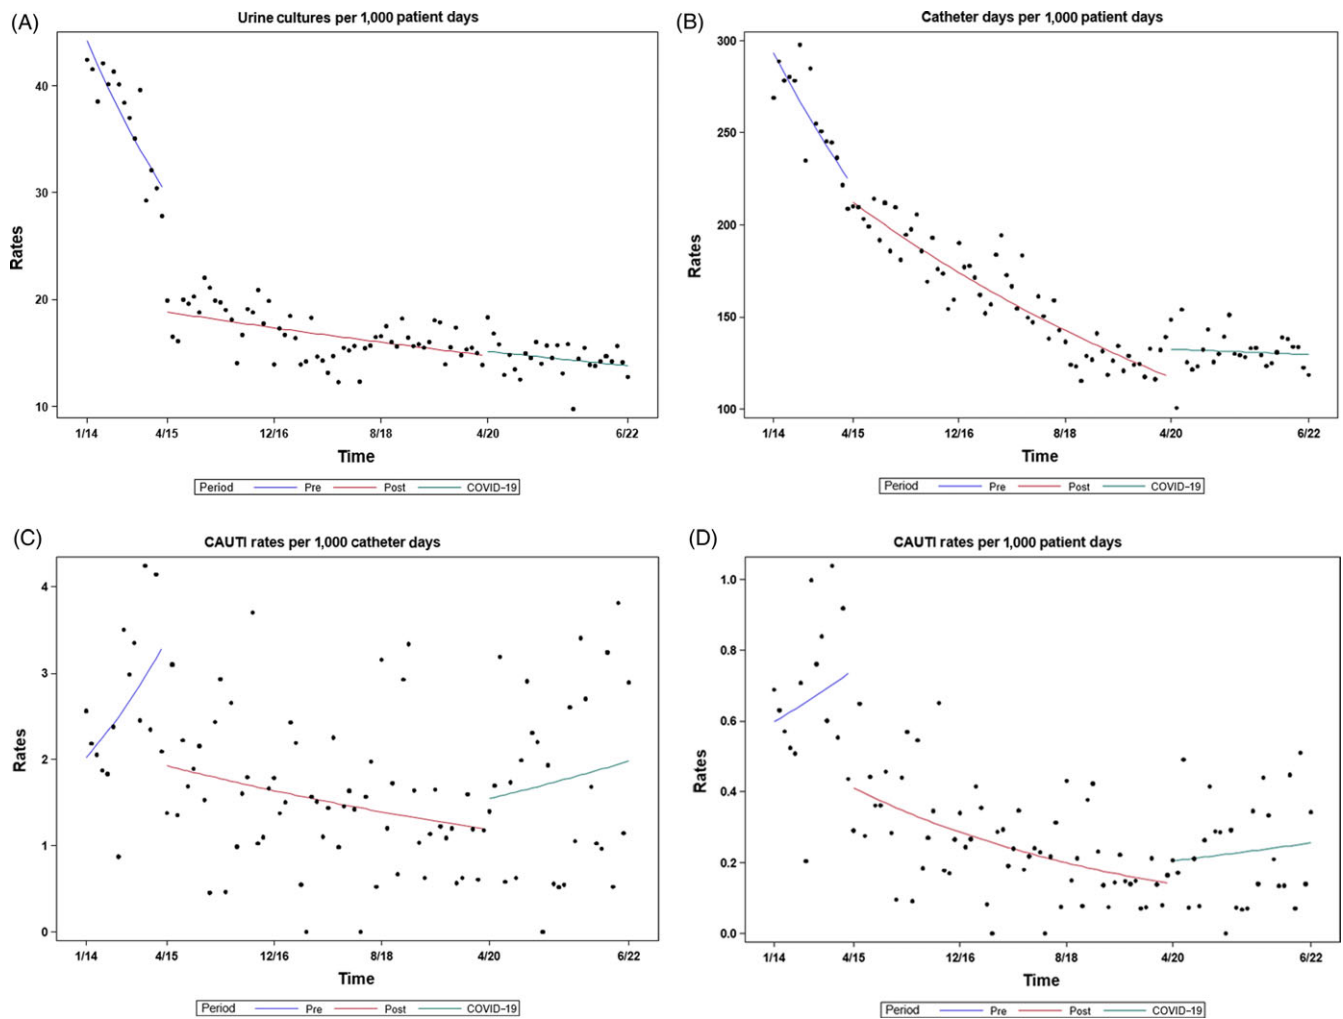 (A)
Urine cultures per 1,000 patient days
40
30
20
10
Rates
1/14 4/15 12/16 8/18 4/20 6/22
Time
Period Pre Post COVID-19
(B)
Catheter days per 1,000 patient days
300
250
200
150
100
Rates
1/14 4/15 12/16 8/18 4/20 6/22
Time
Period Pre Post COVID-19
(C)
CAUTI rates per 1,000 catheter days
4
3
2
1
0
Rates
1/14 4/15 12/16 8/18 4/20 6/22
Time
Period Pre Post COVID-19
(D)
CAUTI rates per 1,000 patient days
1.0
0.8
0.6
0.4
0.2
0.0
Rates
1/14 4/15 12/16 8/18 4/20 6/22
Time
Period Pre Post COVID-19